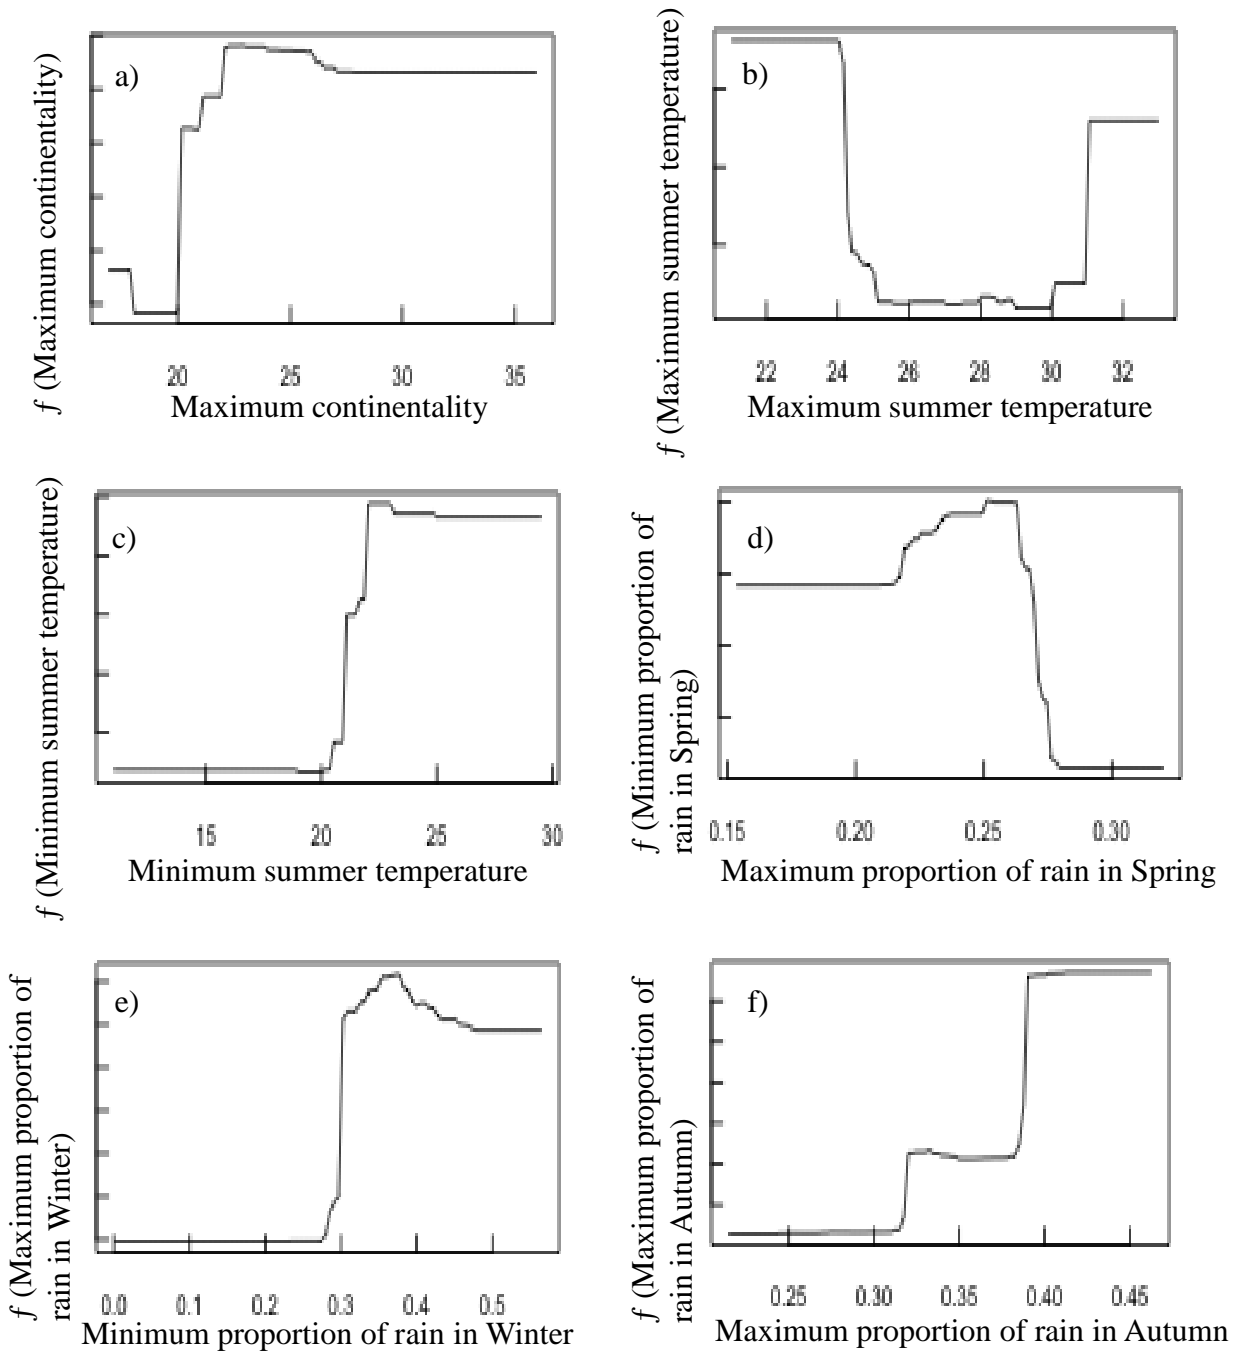 a)
f (Maximum continentality)
20 25 30 35
Maximum continentality
b)
f (Maximum summer temperature)
22 24 26 28 30 32
Maximum summer temperature
c)
f (Minimum summer temperature)
15 20 25 30
Minimum summer temperature
d)
f (Minimum proportion of
rain in Spring)
0.15 0.20 0.25 0.30
Maximum proportion of rain in Spring
e)
f (Maximum proportion of
rain in Winter)
0.0 0.1 0.2 0.3 0.4 0.5
Minimum proportion of rain in Winter
f)
f (Maximum proportion of
rain in Autumn)
0.25 0.30 0.35 0.40 0.45
Maximum proportion of rain in Autumn